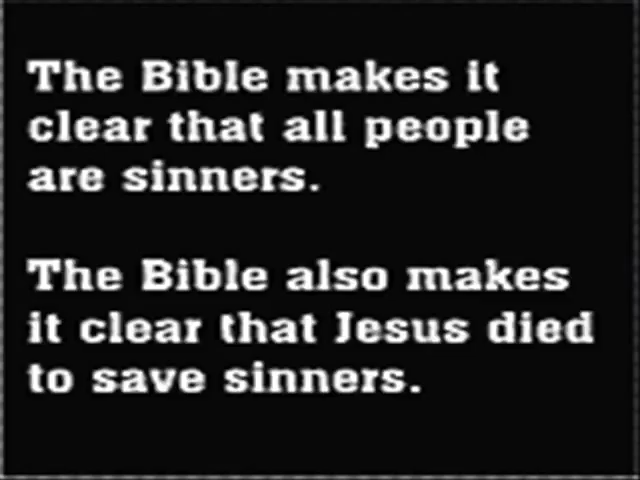 The Bible makes it
clear that all people
are sinners.
The Bible also makes
it clear that Jesus died
to save sinners.